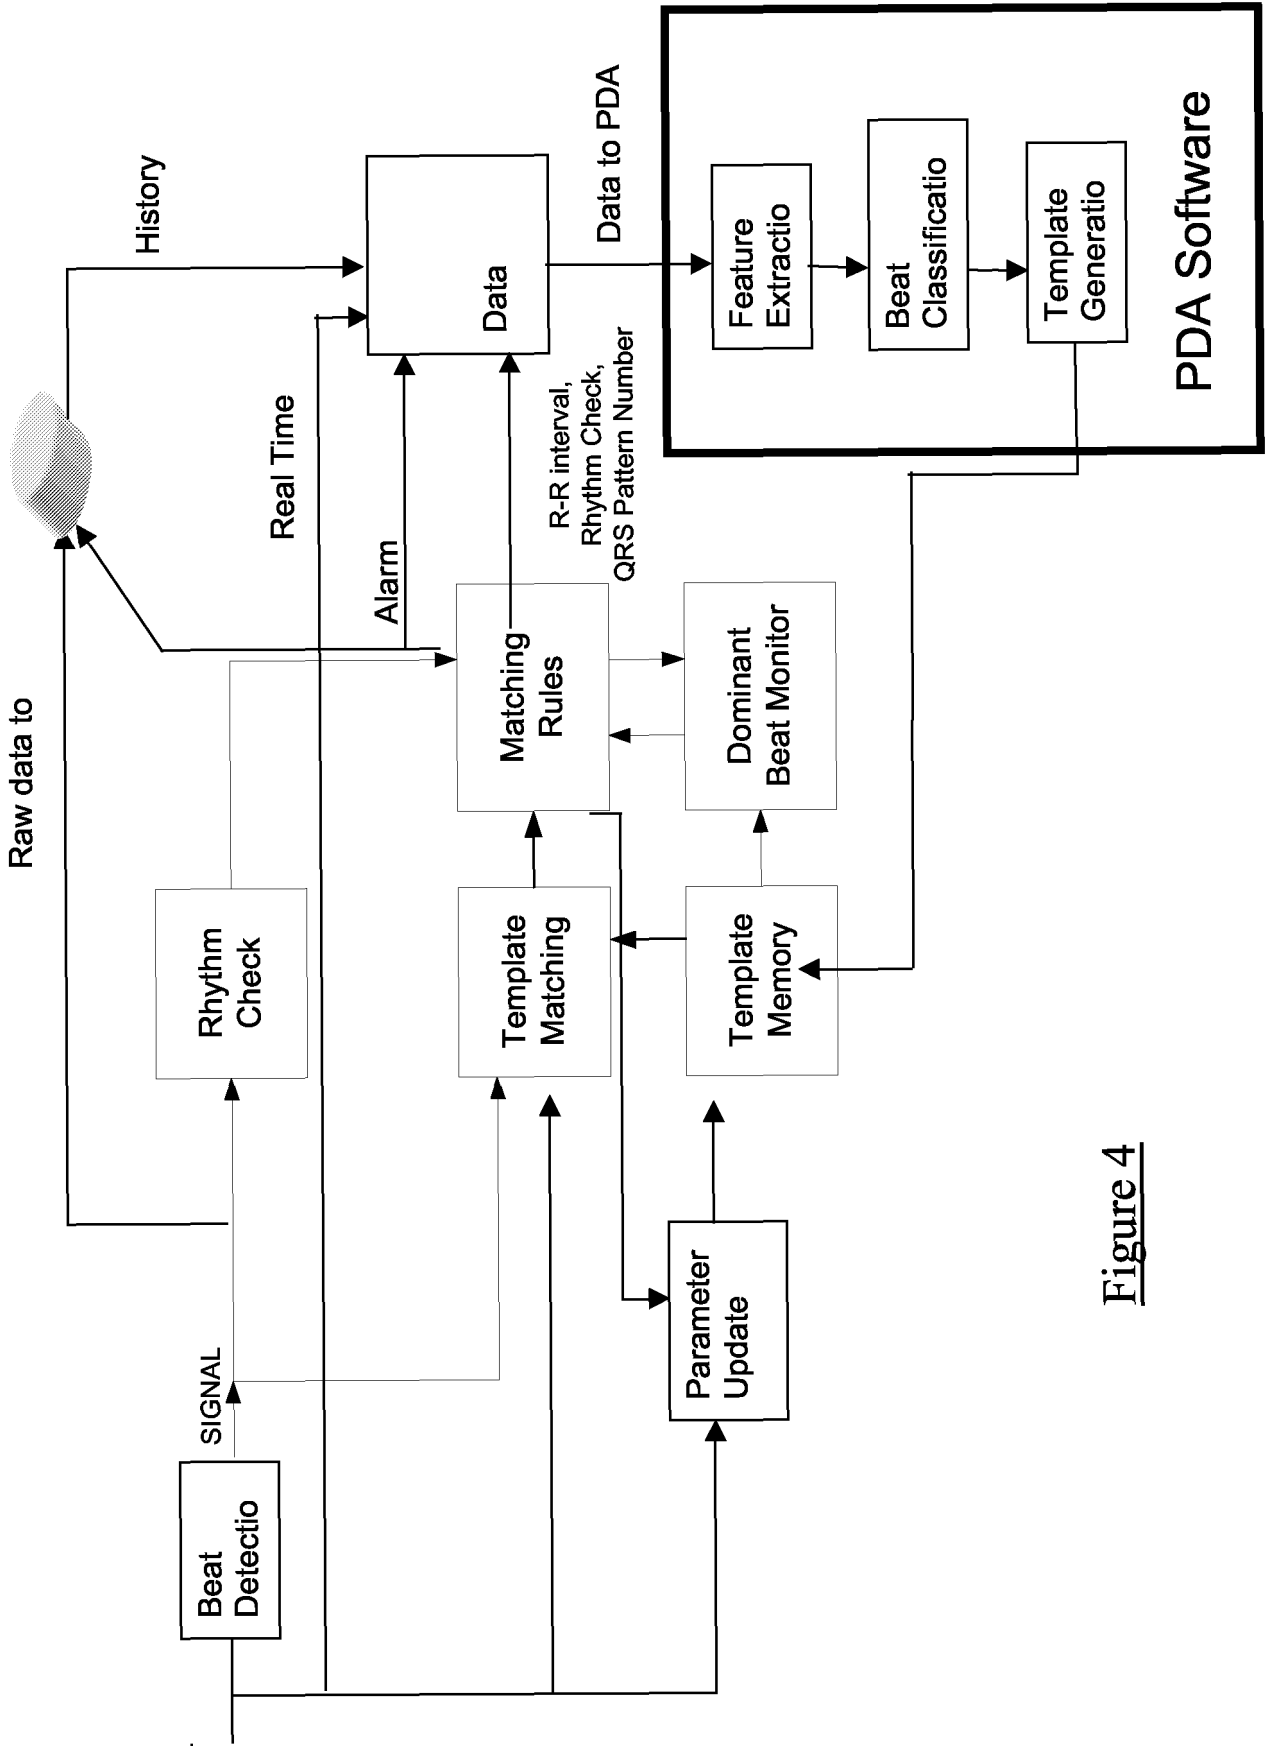 Raw data to
History
SIGNAL
Real Time
Beat
Detectio
Rhythm
Check
Alarm
Data
Data to PDA
Template
Matching
Matching
Rules
R-R interval,
Rhythm Check,
QRS Pattern Number
Parameter
Update
Template
Memory
Dominant
Beat Monitor
Feature
Extractio
Beat
Classificatio
Template
Generatio
PDA Software
Figure 4